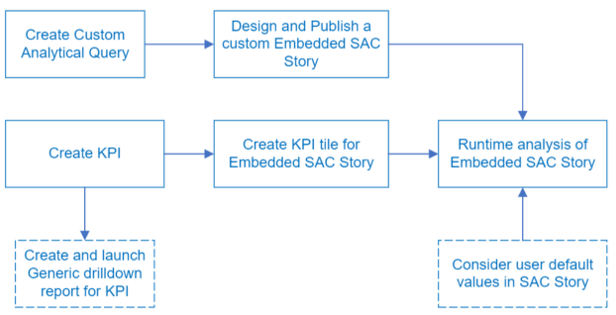 Create Custom
Analytical Query
Design and Publish a
custom Embedded SAC
Story
Create KPI
Create KPI tile for
Embedded SAC Story
Runtime analysis of
Embedded SAC Story
Create and launch
Generic drilldown
report for KPI
Consider user default
values in SAC Story